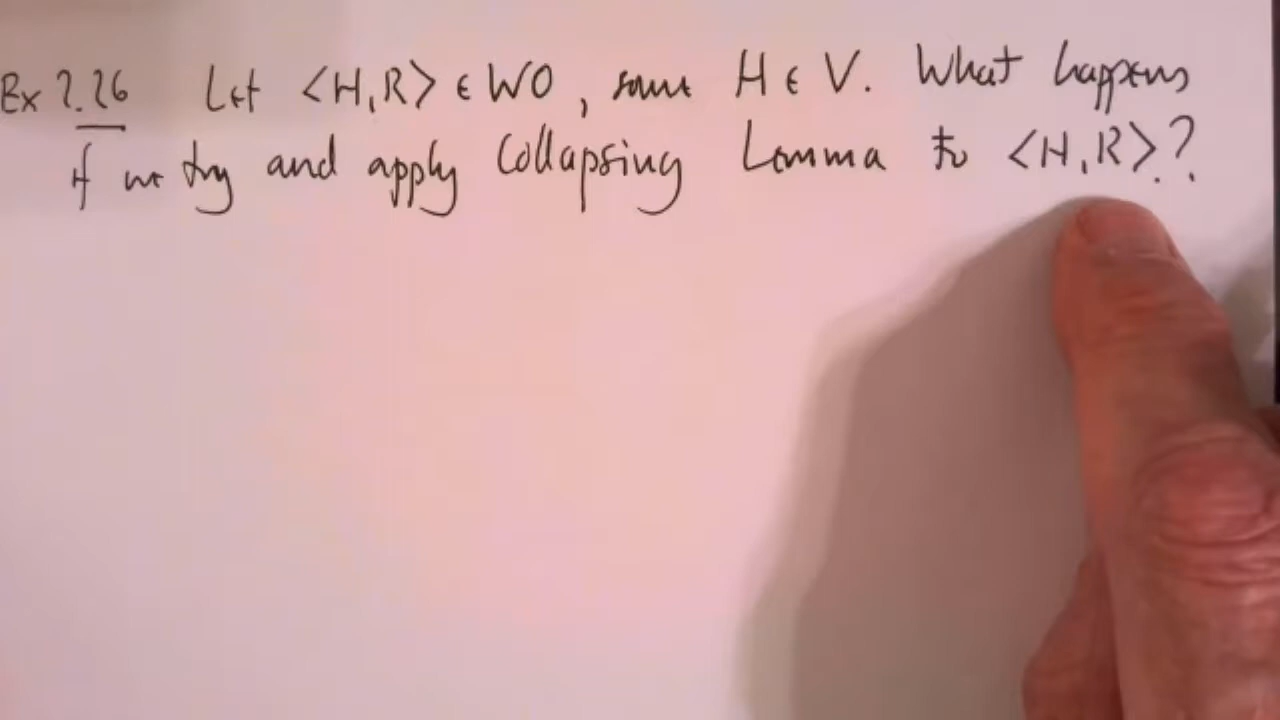 Ex 2.26 Let <H,R> ∈ WO, some H ∈ V. What happens
if we try and apply Collapsing Lemma to <H,R>??